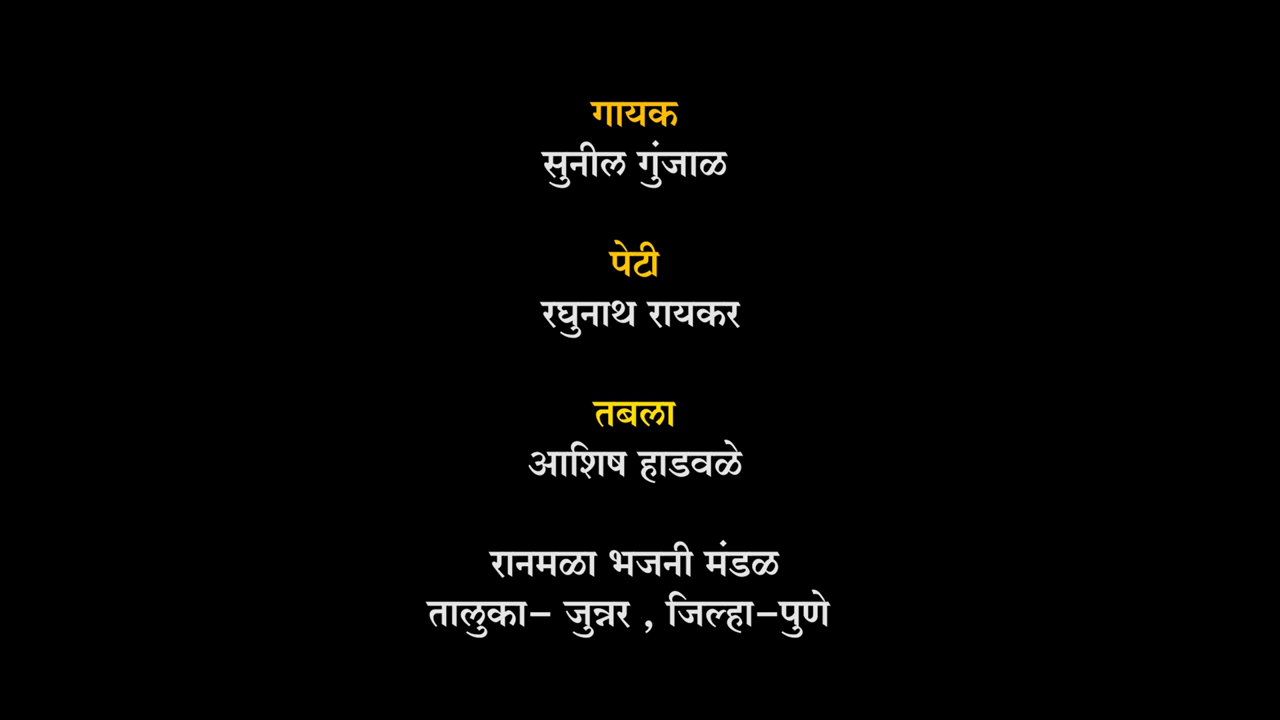 गायक
सुनील गुंजाळ
पेटी
रघुनाथ रायकर
तबला
आशिष हाडवळे
रानमळा भजनी मंडळ
तालुका- जुन्नर , जिल्हा-पुणे